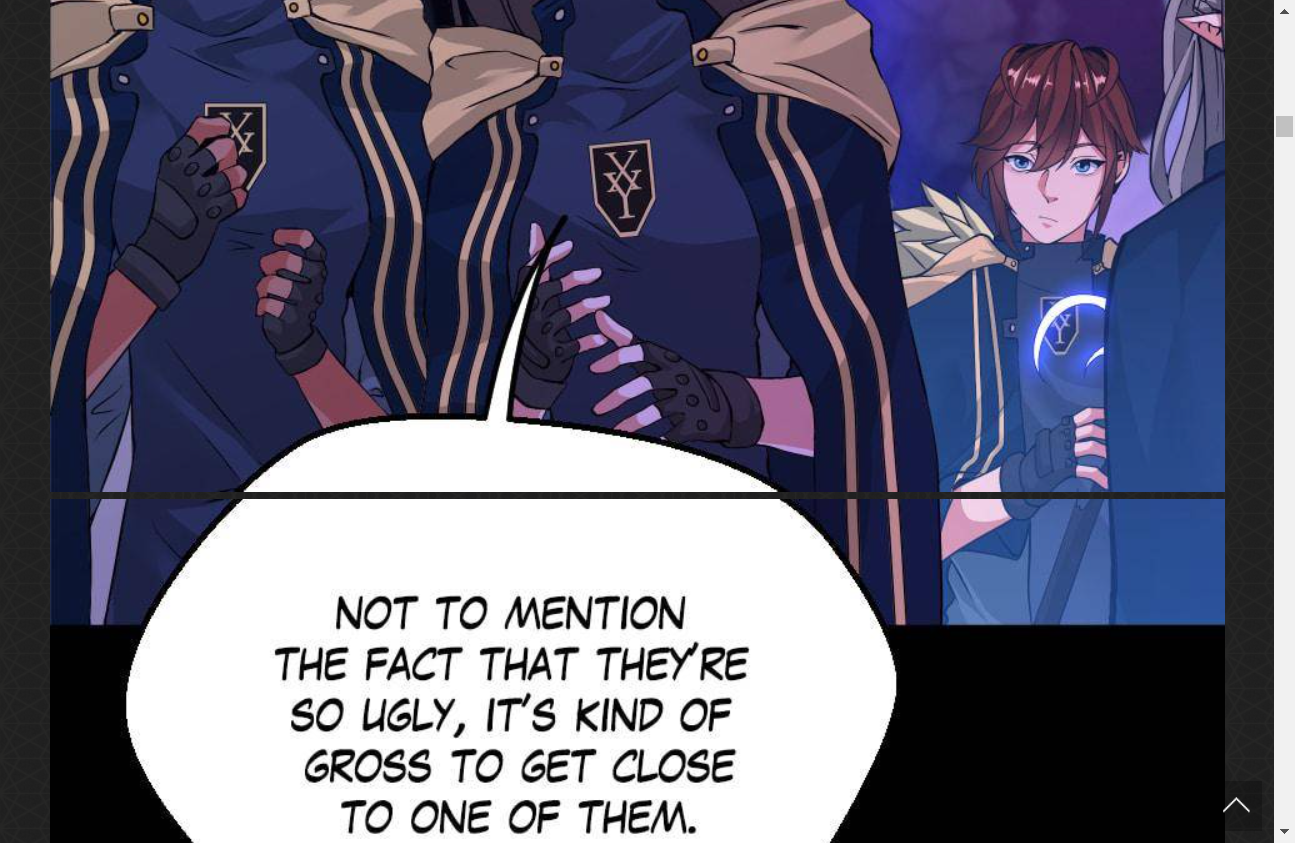 NOT TO MENTION
THE FACT THAT THEY'RE
SO UGLY, IT'S KIND OF
GROSS TO GET CLOSE
TO ONE OF THEM.